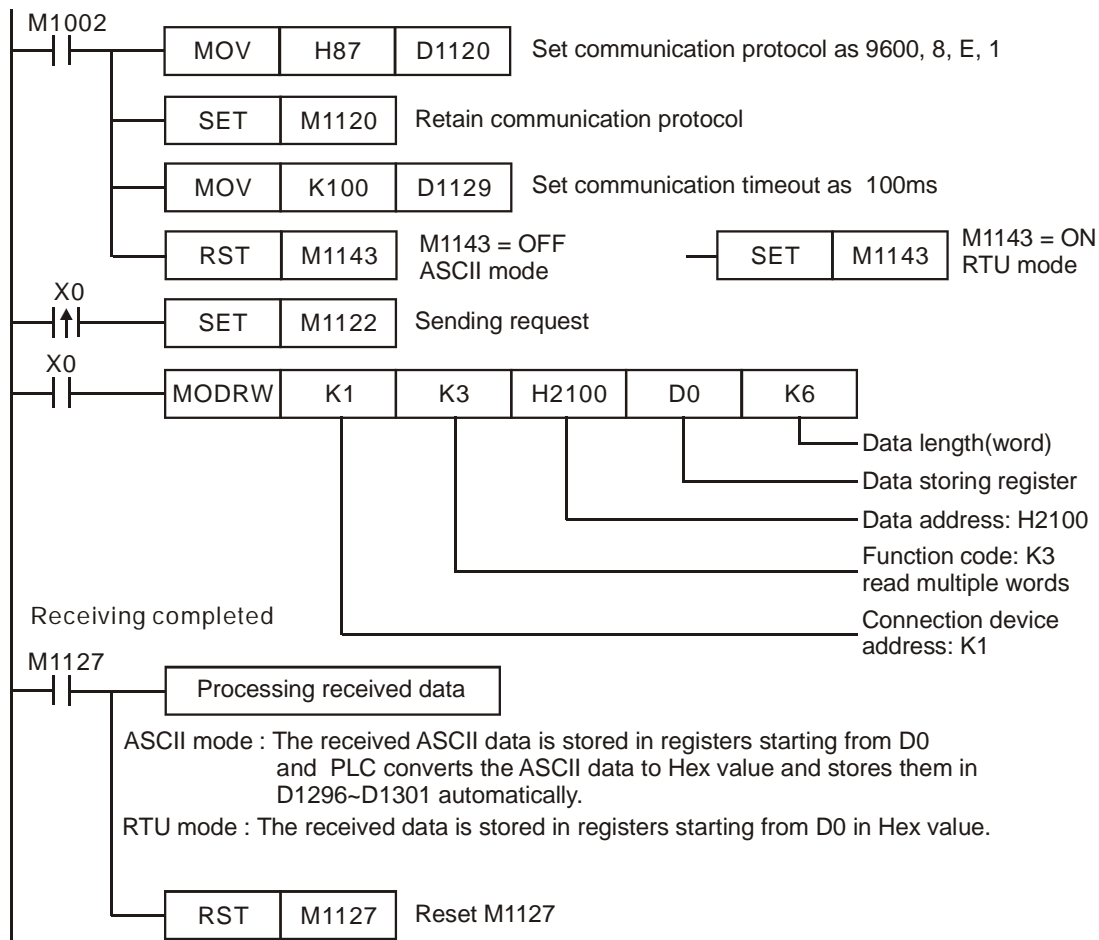 M1002
MOV H87 D1120 Set communication protocol as 9600, 8, E, 1
SET M1120 Retain communication protocol
MOV K100 D1129 Set communication timeout as 100ms
RST M1143 M1143 = OFF
ASCII mode
SET M1143 M1143 = ON
RTU mode
X0
SET M1122 Sending request
X0
MODRW K1 K3 H2100 D0 K6
Data length(word)
Data storing register
Data address: H2100
Function code: K3
read multiple words
Connection device
address: K1
Receiving completed
M1127
Processing received data
ASCII mode : The received ASCII data is stored in registers starting from D0
and PLC converts the ASCII data to Hex value and stores them in
D1296~D1301 automatically.
RTU mode : The received data is stored in registers starting from D0 in Hex value.
RST M1127 Reset M1127